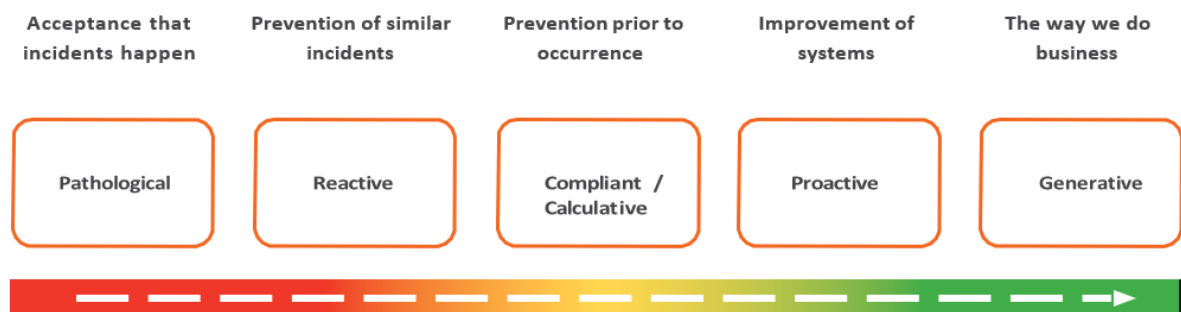 Acceptance that
incidents happen
Prevention of similar
incidents
Prevention prior to
occurrence
Improvement of
systems
The way we do
business
Pathological
Reactive
Compliant /
Calculative
Proactive
Generative